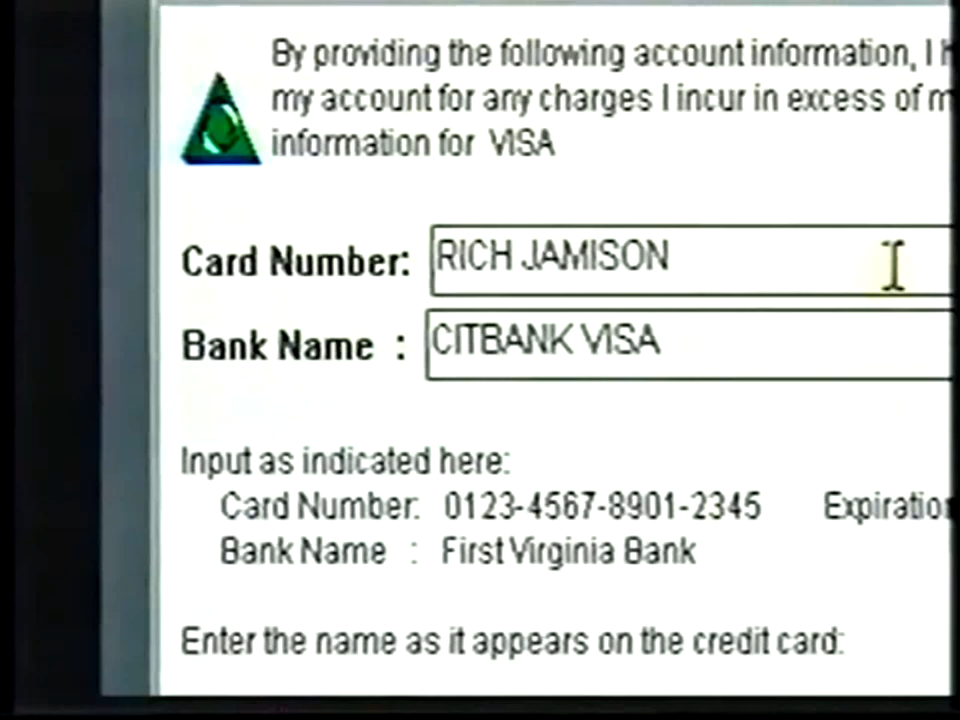 By providing the following account information, I h
my account for any charges I incur in excess of m
information for VISA
Card Number: RICH JAMISON
Bank Name : CITBANK VISA
Input as indicated here:
Card Number: 0123-4567-8901-2345 Expiration
Bank Name : First Virginia Bank
Enter the name as it appears on the credit card: